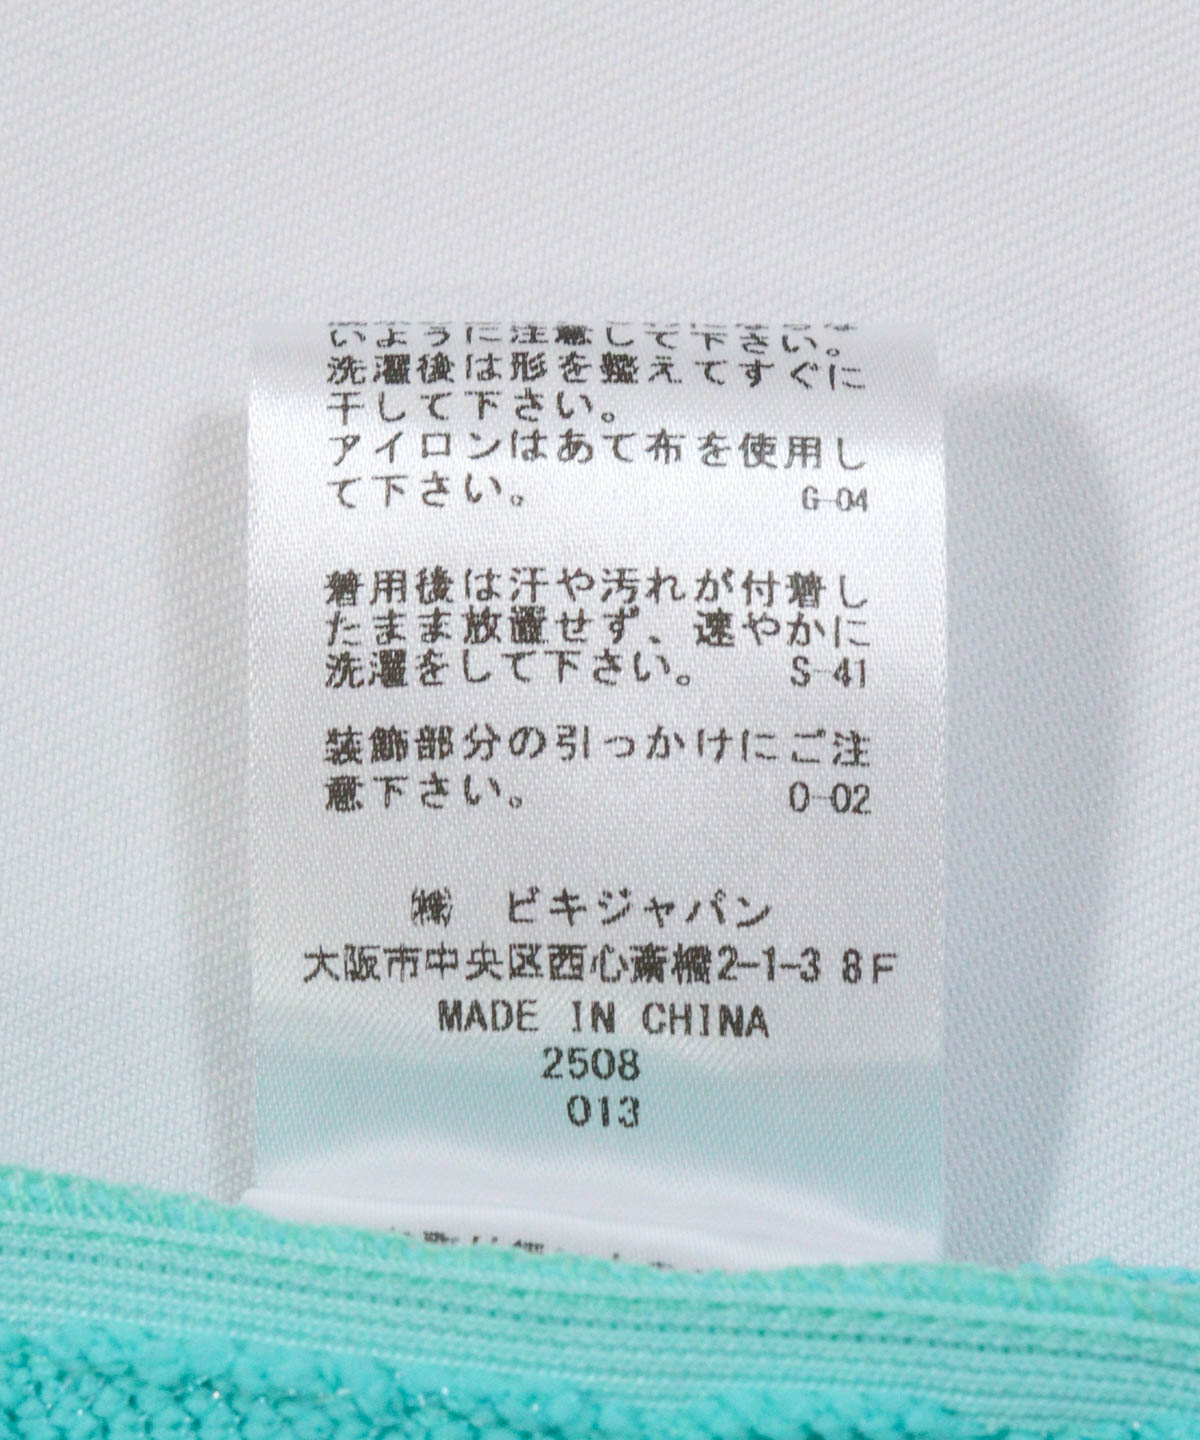 いように注意して下さい。
洗濯後は形を整えてすぐに
干して下さい。
アイロンはあて布を使用し
て下さい。 G-04
着用後は汗や汚れが付着し
たまま放置せず、速やかに
洗濯をして下さい。 S-41
装飾部分の引っかけにご注
意下さい。 O-02
㈱ ビキジャパン
大阪市中央区西心斎橋2-1-3 8F
MADE IN CHINA
2508
013